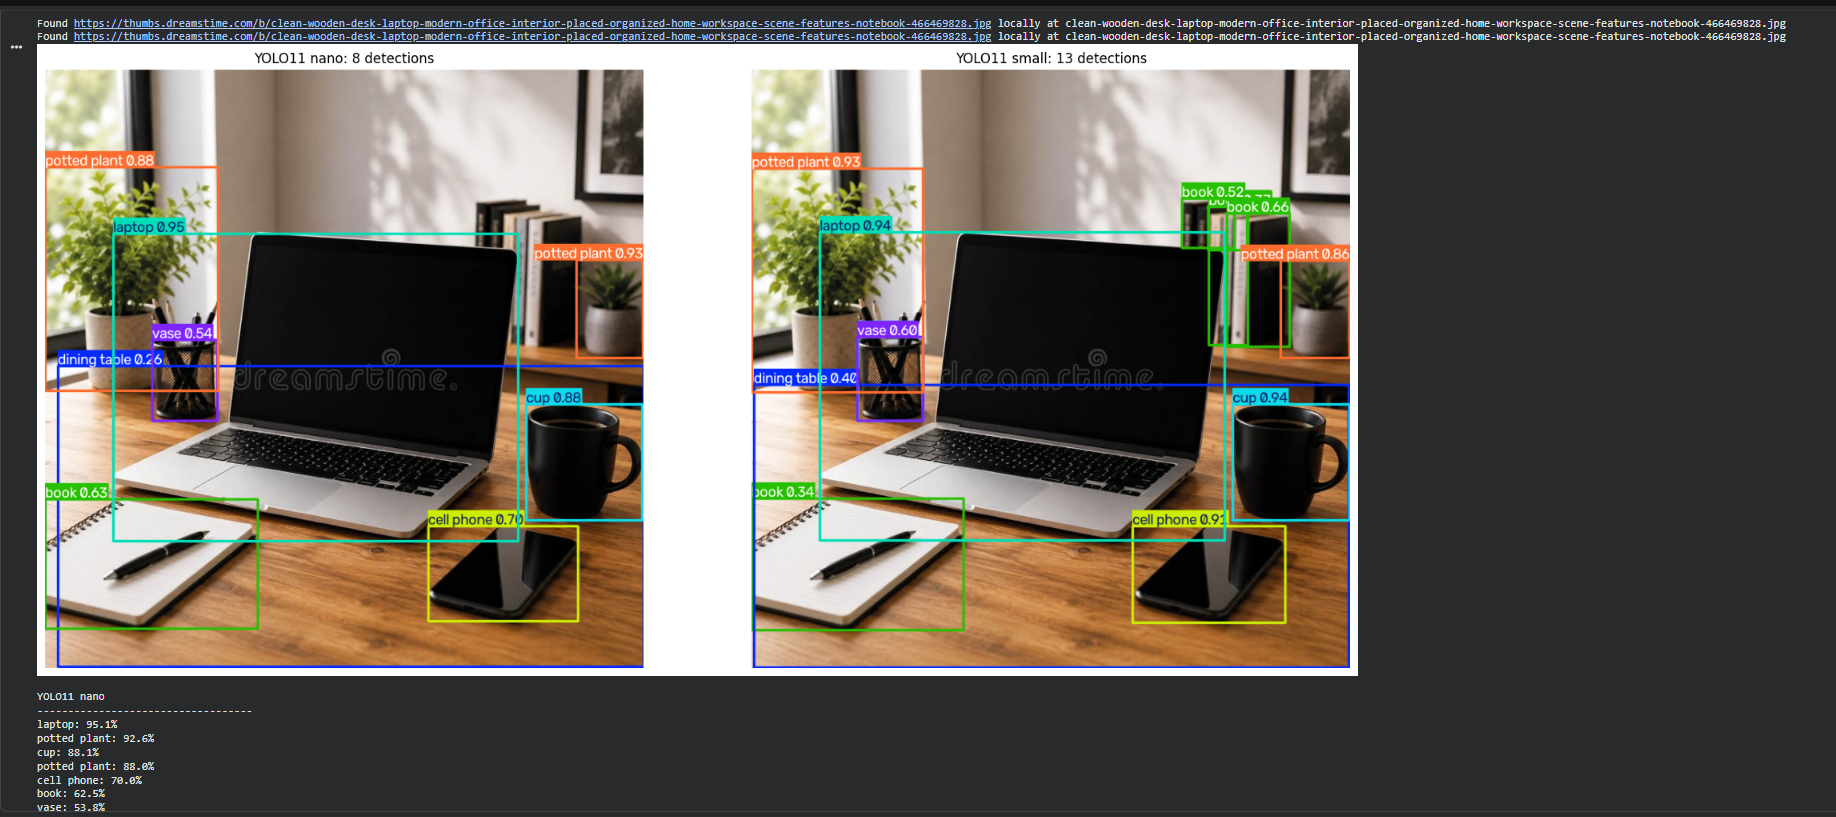 Found https://thumbs.dreamstime.com/b/clean-wooden-desk-laptop-modern-office-interior-placed-organized-home-workspace-scene-features-notebook-466469828.jpg locally at clean-wooden-desk-laptop-modern-office-interior-placed-organized-home-workspace-scene-features-notebook-466469828.jpg
Found https://thumbs.dreamstime.com/b/clean-wooden-desk-laptop-modern-office-interior-placed-organized-home-workspace-scene-features-notebook-466469828.jpg locally at clean-wooden-desk-laptop-modern-office-interior-placed-organized-home-workspace-scene-features-notebook-466469828.jpg
YOLO11 nano: 8 detections
potted plant 0.88
laptop 0.95
potted plant 0.93
vase 0.54
dining table 0.26
dreamstime.
cup 0.88
book 0.63
cell phone 0.70
YOLO11 small: 13 detections
potted plant 0.93
book 0.52
book 0.66
laptop 0.94
potted plant 0.86
vase 0.60
dining table 0.40
dreamstime.
cup 0.94
book 0.34
cell phone 0.91
YOLO11 nano
-----------------------------------
laptop: 95.1%
potted plant: 92.6%
cup: 88.1%
potted plant: 88.0%
cell phone: 70.0%
book: 62.5%
vase: 53.8%